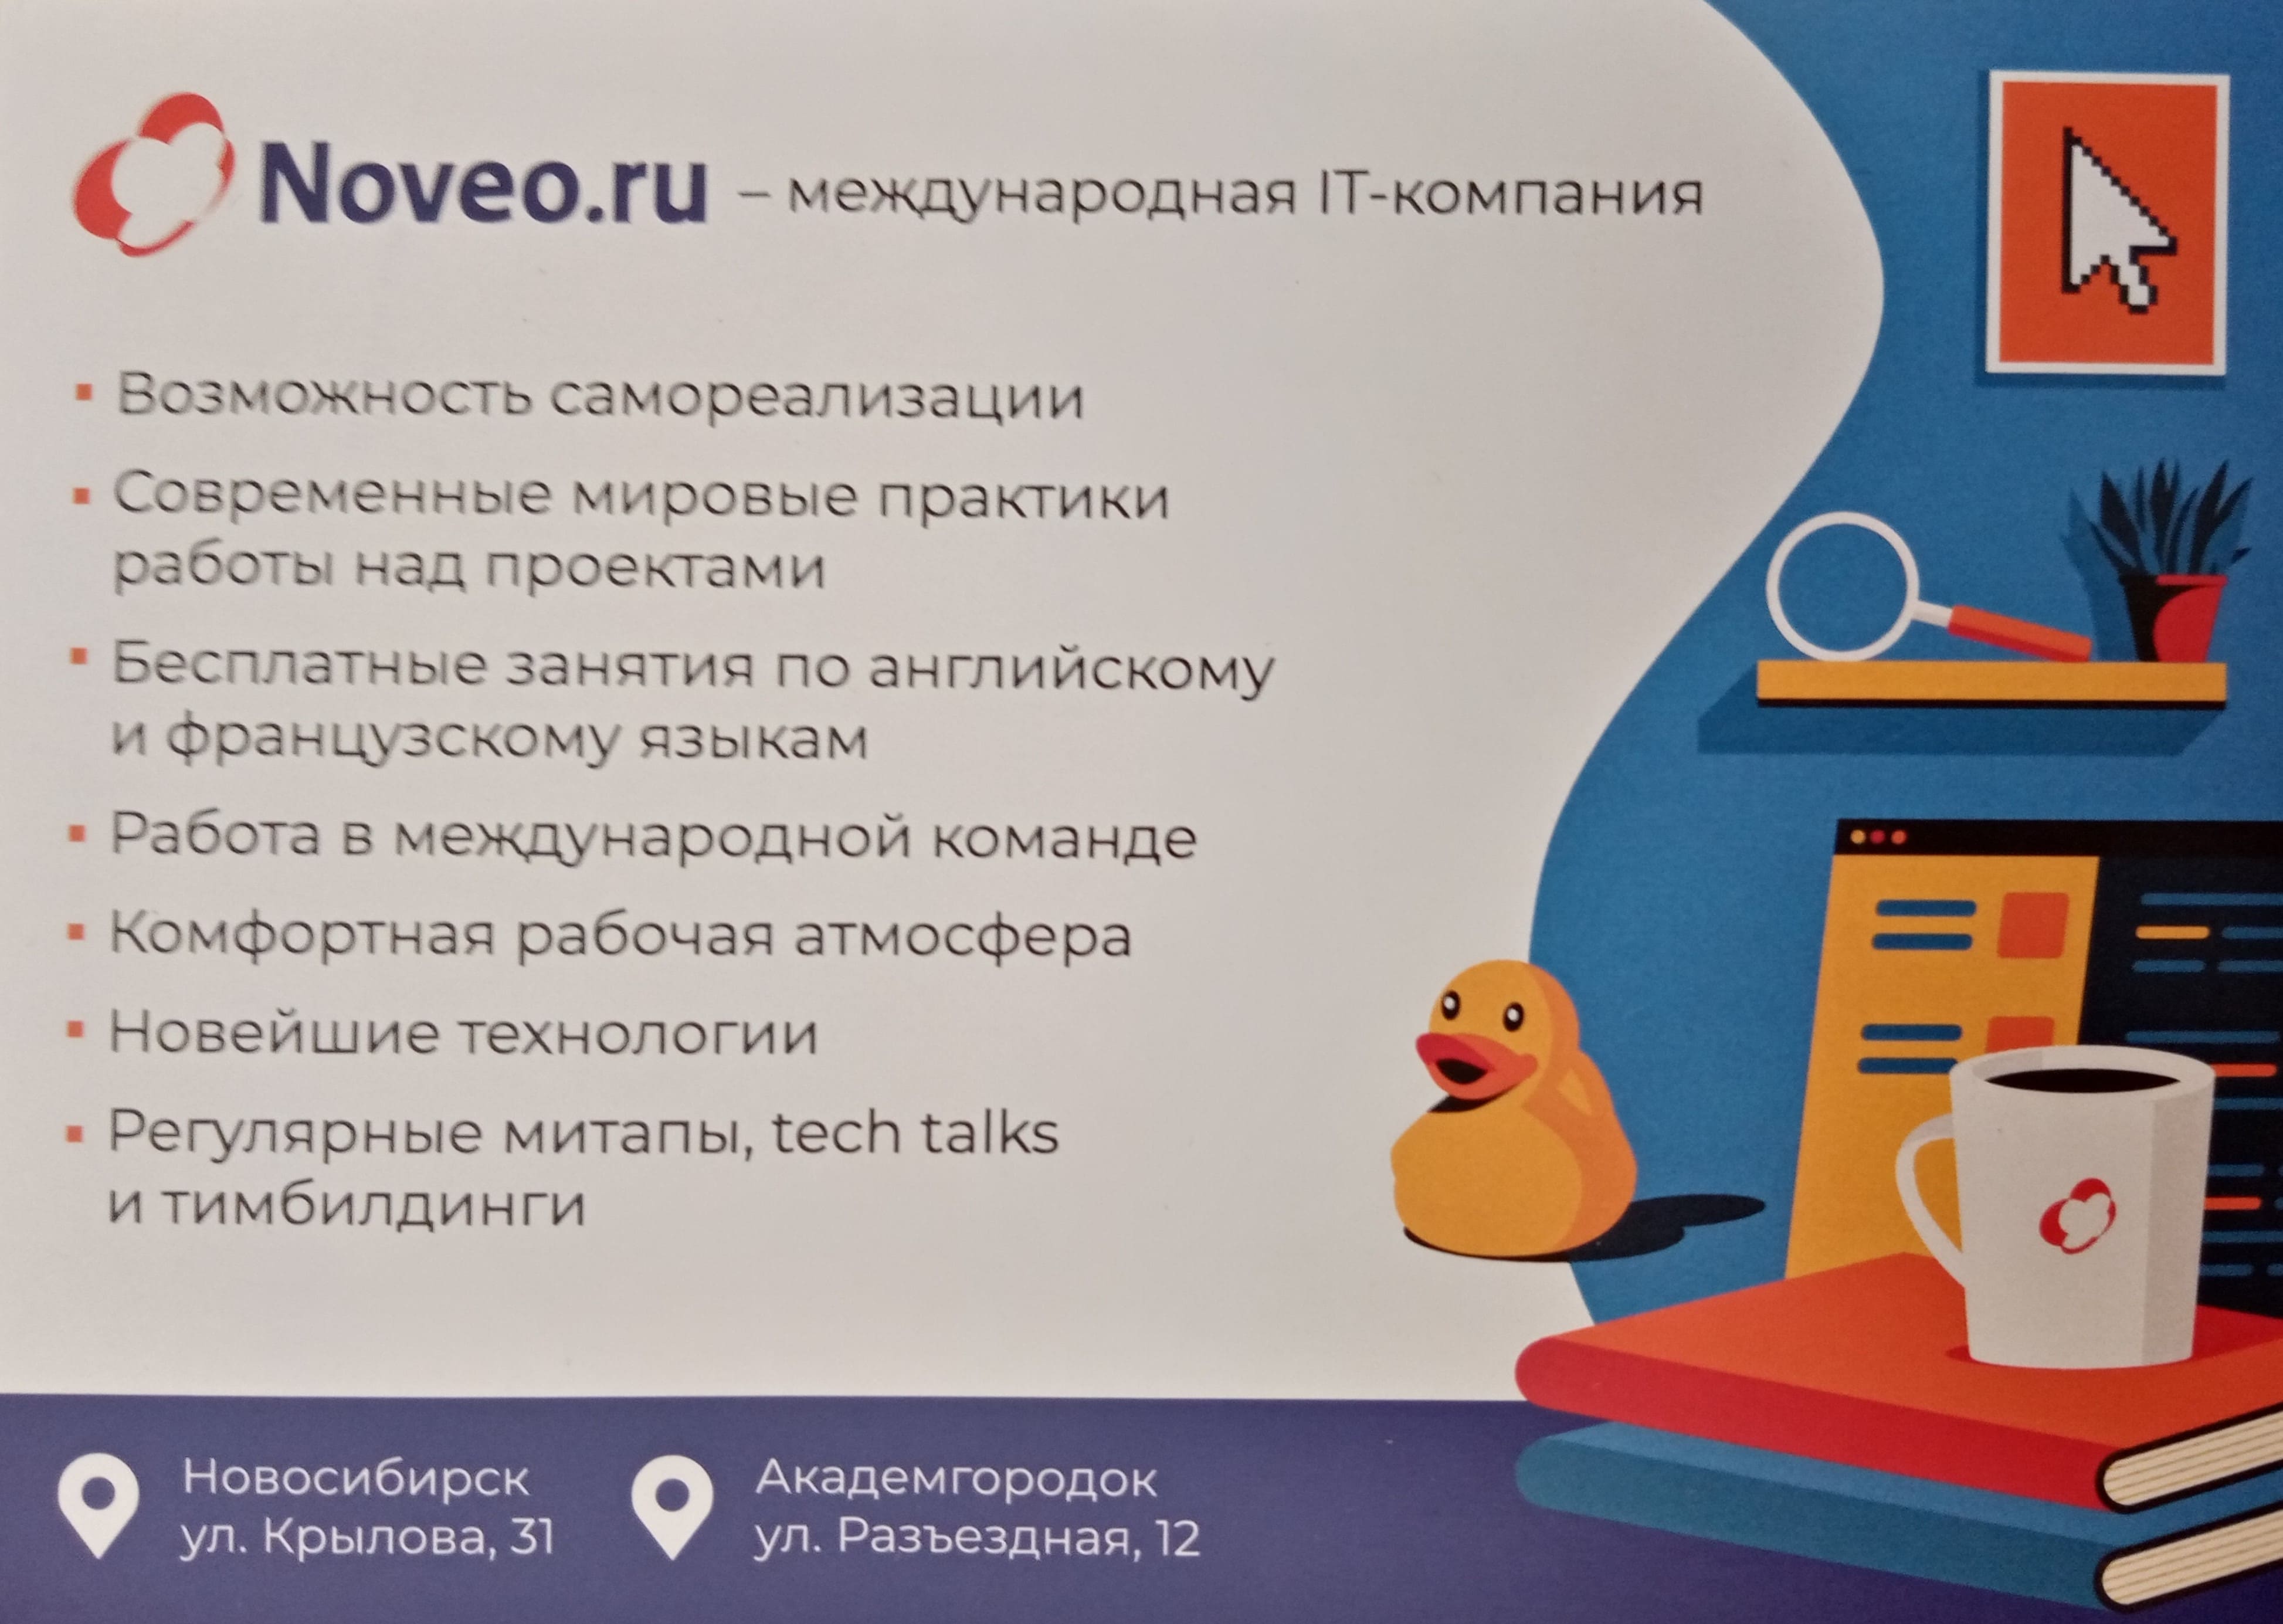 Noveo.ru – международная IT-компания
▪ Возможность самореализации
▪ Современные мировые практики
работы над проектами
▪ Бесплатные занятия по английскому
и французскому языкам
▪ Работа в международной команде
▪ Комфортная рабочая атмосфера
▪ Новейшие технологии
▪ Регулярные митапы, tech talks
и тимбилдинги
Новосибирск
ул. Крылова, 31
Академгородок
ул. Разъездная, 12